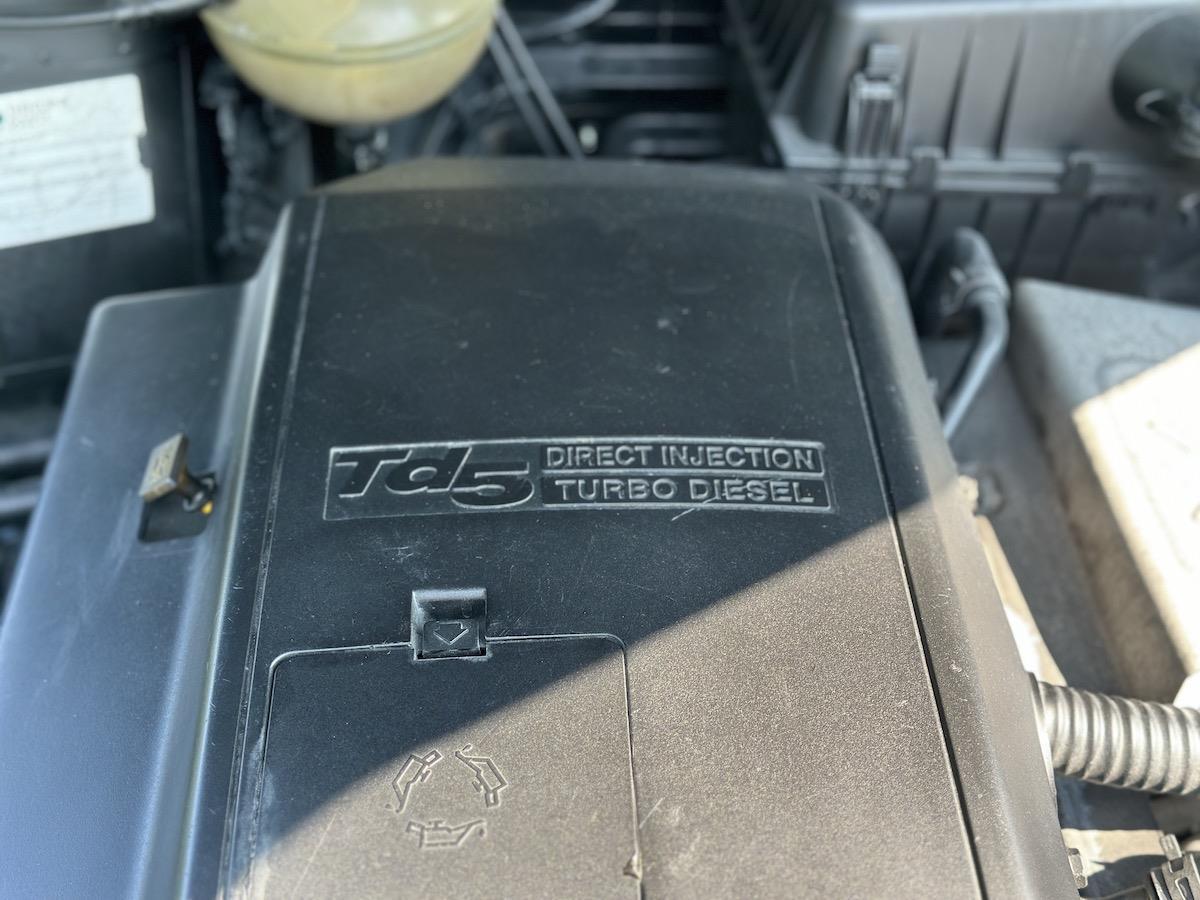 Td5
DIRECT INJECTION
TURBO DIESEL